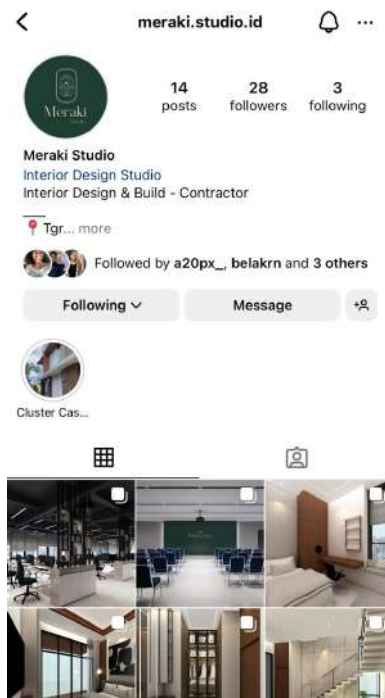 meraki.studio.id
Meraki
studio
14 28 3
posts followers following
Meraki Studio
Interior Design Studio
Interior Design & Build - Contractor
Tgr... more
Followed by a20px_, belakrn and 3 others
Following Message
Cluster Cas...